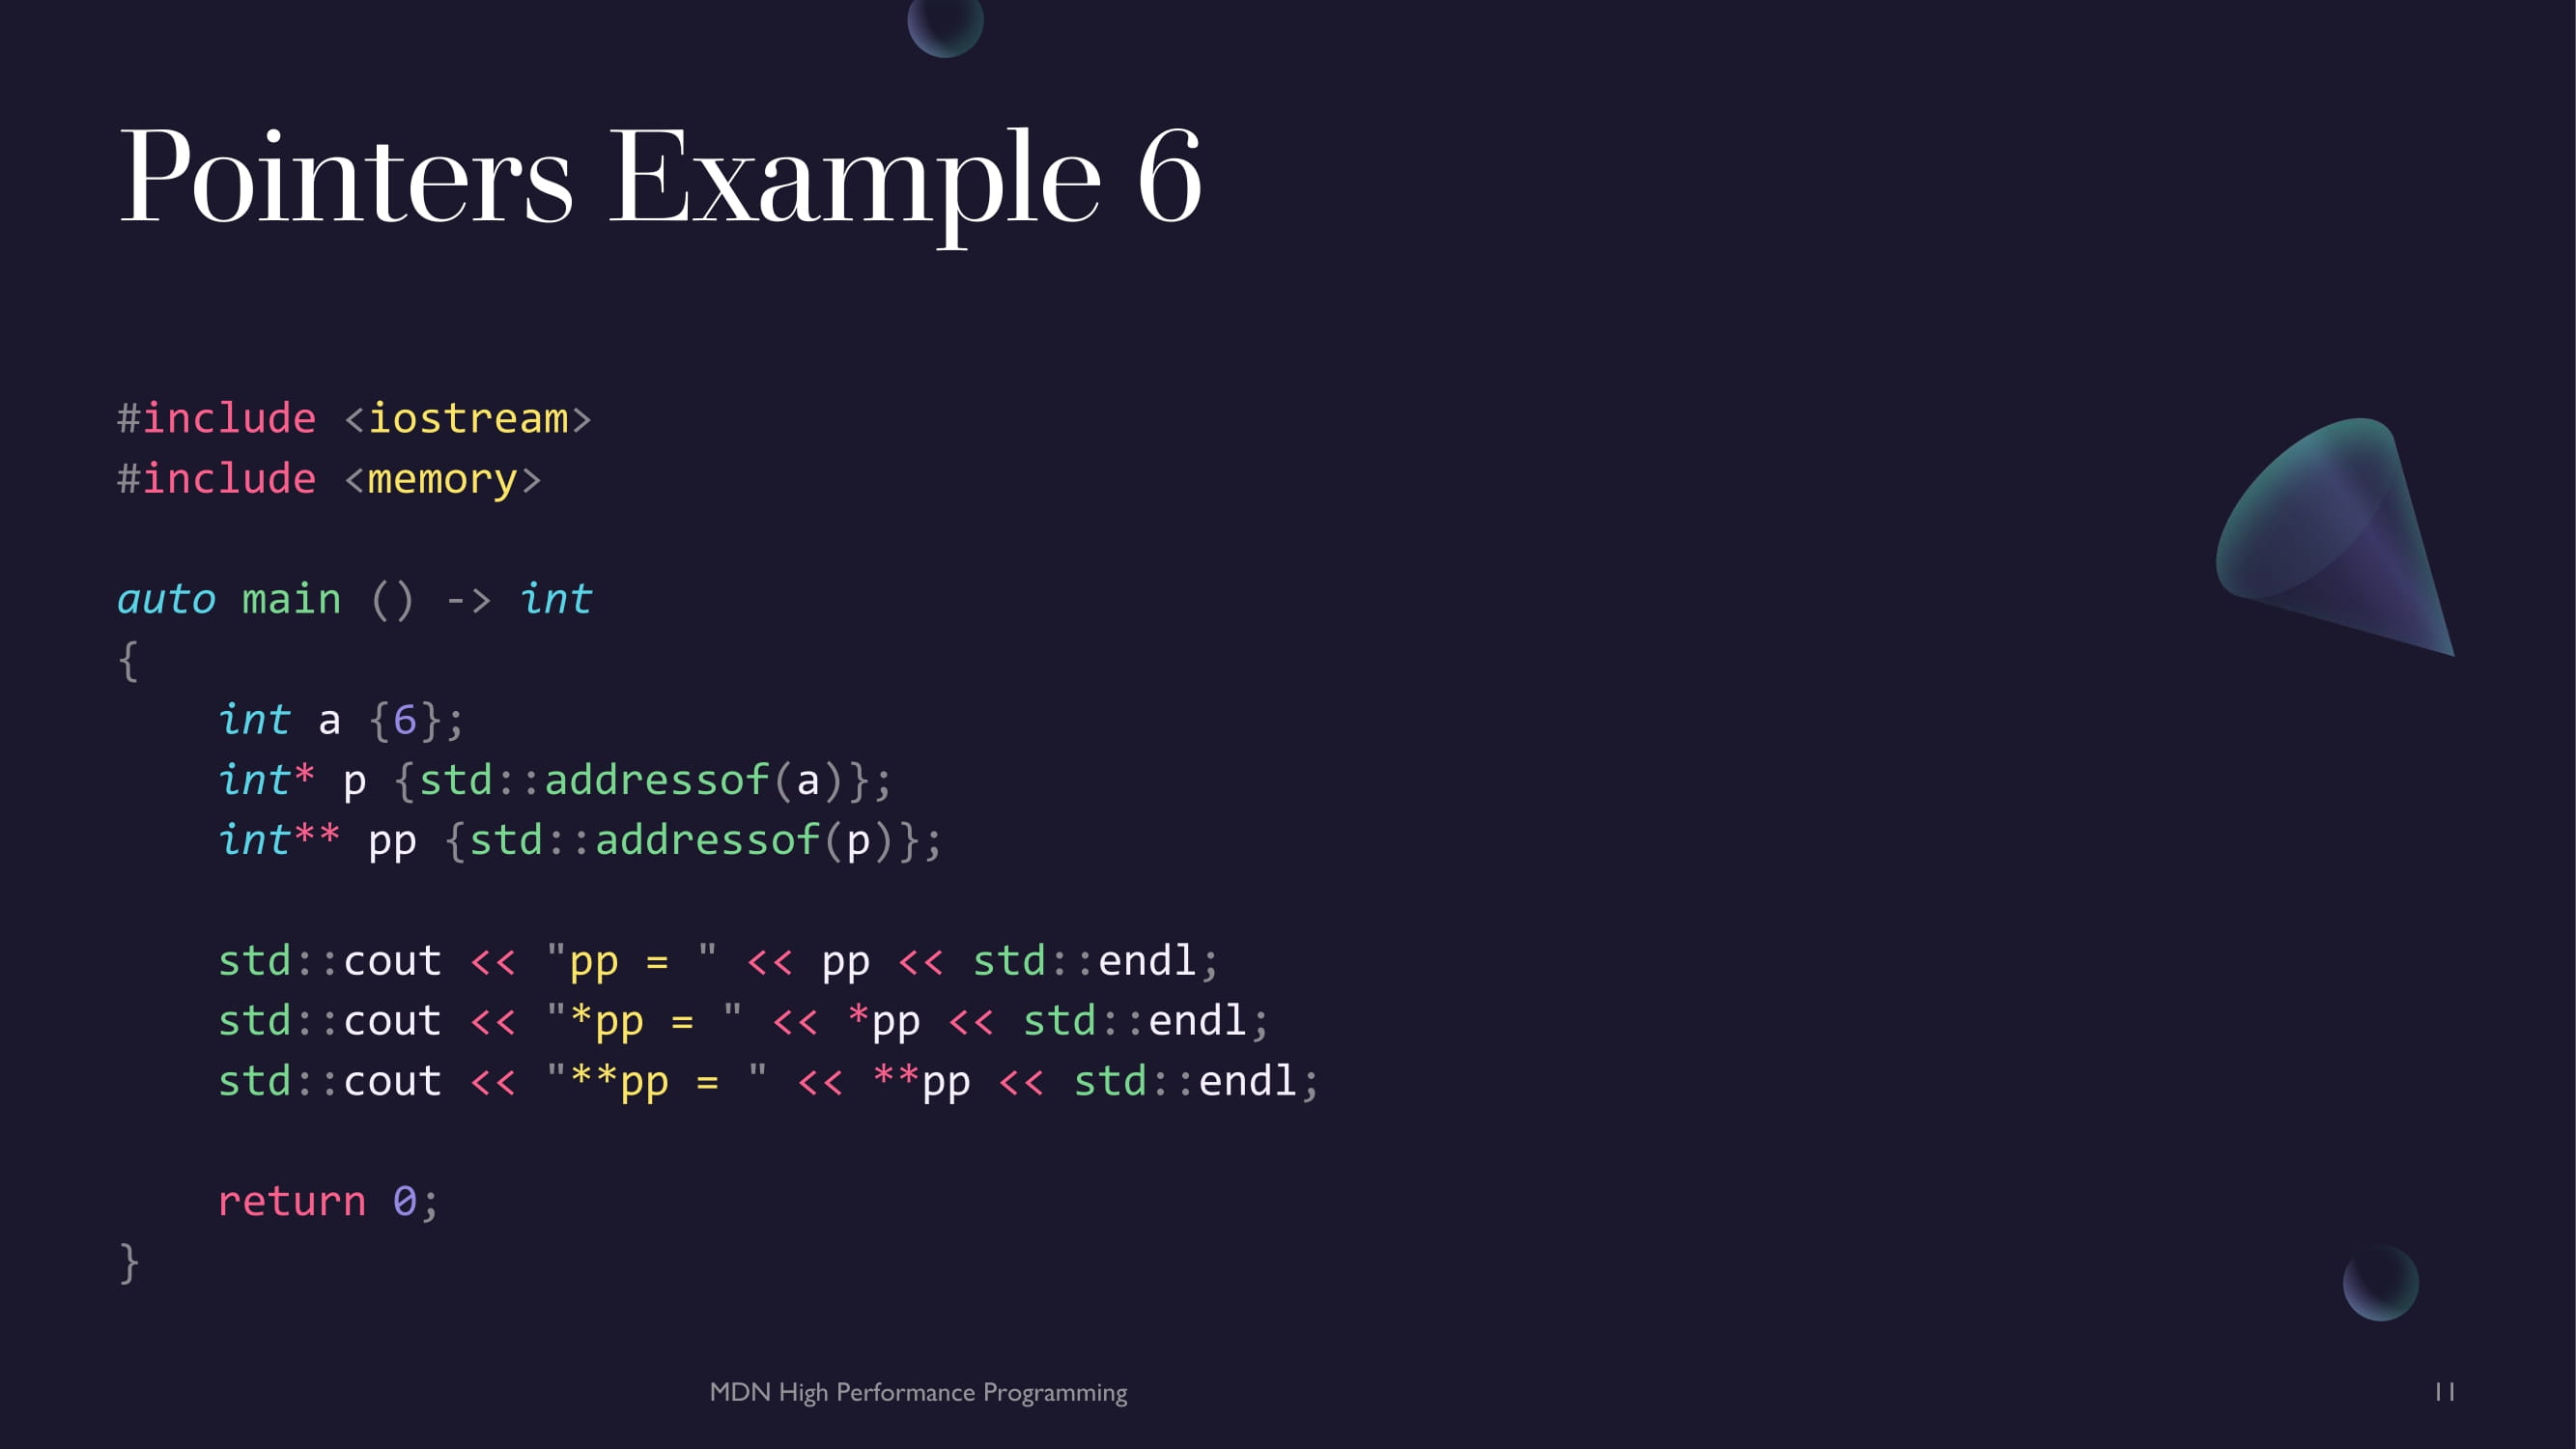 Pointers Example 6
#include <iostream>
#include <memory>
auto main () -> int
{
    int a {6};
    int* p {std::addressof(a)};
    int** pp {std::addressof(p)};
    std::cout << "pp = " << pp << std::endl;
    std::cout << "*pp = " << *pp << std::endl;
    std::cout << "**pp = " << **pp << std::endl;
    return 0;
}
MDN High Performance Programming
11